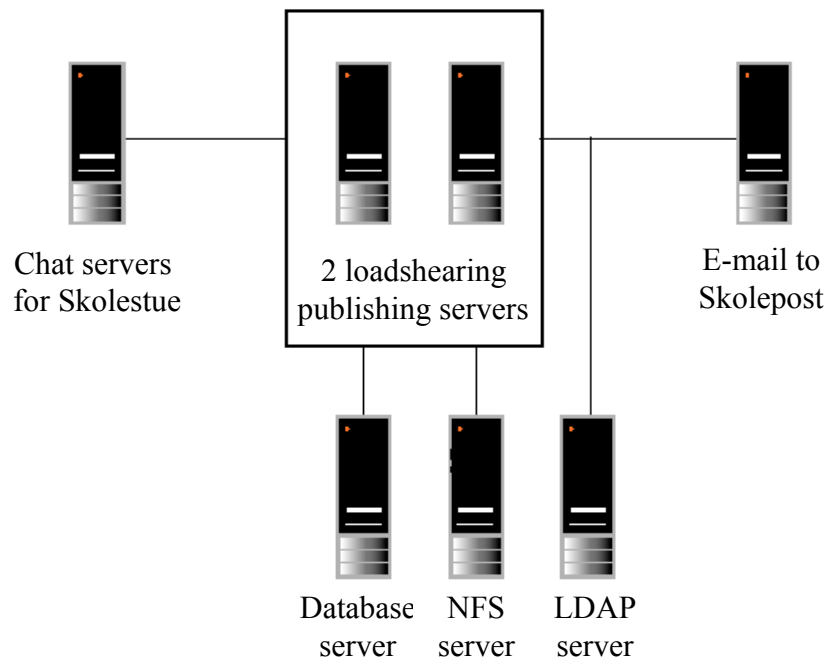 Chat servers
for Skolestue
2 loadshearing
publishing servers
E-mail to
Skolepost
Database
server
NFS
server
LDAP
server